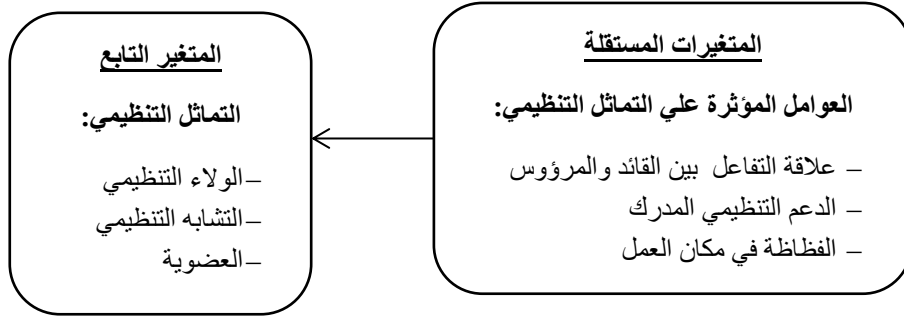 المتغيرات المستقلة
العوامل المؤثرة علي التماثل التنظيمي:
– علاقة التفاعل بين القائد والمرؤوس
– الدعم التنظيمي المدرك
– الفظاظة في مكان العمل
المتغير التابع
التماثل التنظيمي:
–الولاء التنظيمي
–التشابه التنظيمي
–العضوية